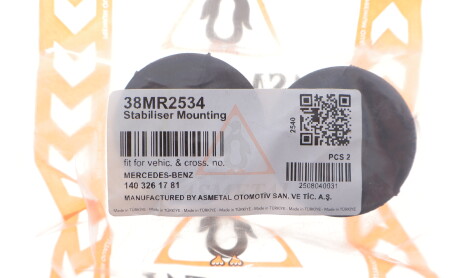 38MR2534
Stabiliser Mounting
2540
fit for vehic. & cross. no.
PCS 2
MERCEDES-BENZ
140 326 17 81
2508040031
MANUFACTURED BY ASMETAL OTOMOTİV SAN. VE TİC. A.Ş.